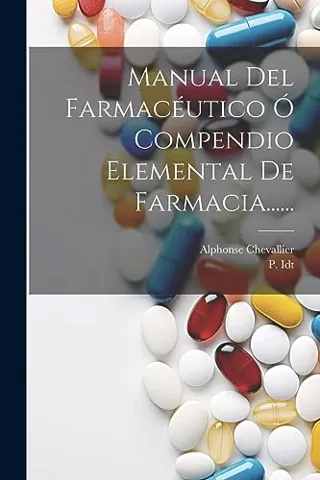 Manual Del
Farmacéutico Ó
Compendio
Elemental De
Farmacia......
Alphonse Chevallier
P. Idt